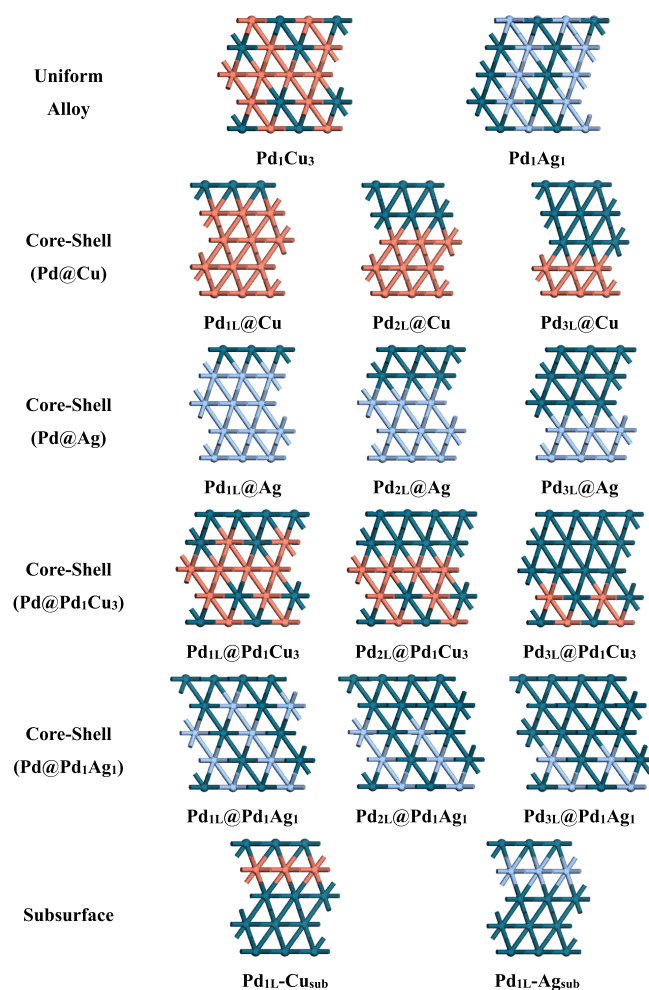 Uniform
Alloy
Pd₁Cu₃
Pd₁Ag₁
Core-Shell
(Pd@Cu)
Pd₁L@Cu
Pd₂L@Cu
Pd₃L@Cu
Core-Shell
(Pd@Ag)
Pd₁L@Ag
Pd₂L@Ag
Pd₃L@Ag
Core-Shell
(Pd@Pd₁Cu₃)
Pd₁L@Pd₁Cu₃
Pd₂L@Pd₁Cu₃
Pd₃L@Pd₁Cu₃
Core-Shell
(Pd@Pd₁Ag₁)
Pd₁L@Pd₁Ag₁
Pd₂L@Pd₁Ag₁
Pd₃L@Pd₁Ag₁
Subsurface
Pd₁L-Cusub
Pd₁L-Agsub